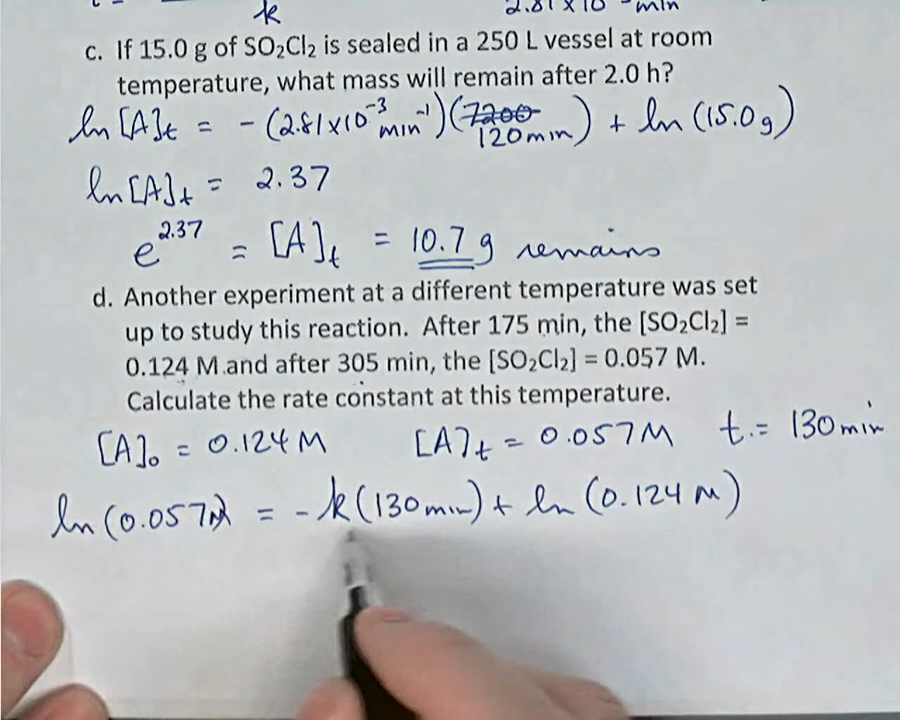 k 2.81 x 10 min
c. If 15.0 g of SO₂Cl₂ is sealed in a 250 L vessel at room
temperature, what mass will remain after 2.0 h?
ln [A]t = - (2.81x10⁻³ min⁻¹)(7200 120 min) + ln (15.0 g)
ln [A]t = 2.37
e^2.37 = [A]t = 10.7 g remains
d. Another experiment at a different temperature was set
up to study this reaction. After 175 min, the [SO₂Cl₂] =
0.124 M and after 305 min, the [SO₂Cl₂] = 0.057 M.
Calculate the rate constant at this temperature.
[A]₀ = 0.124 M [A]t = 0.057 M t = 130 min
ln (0.057 M) = - k (130 min) + ln (0.124 M)